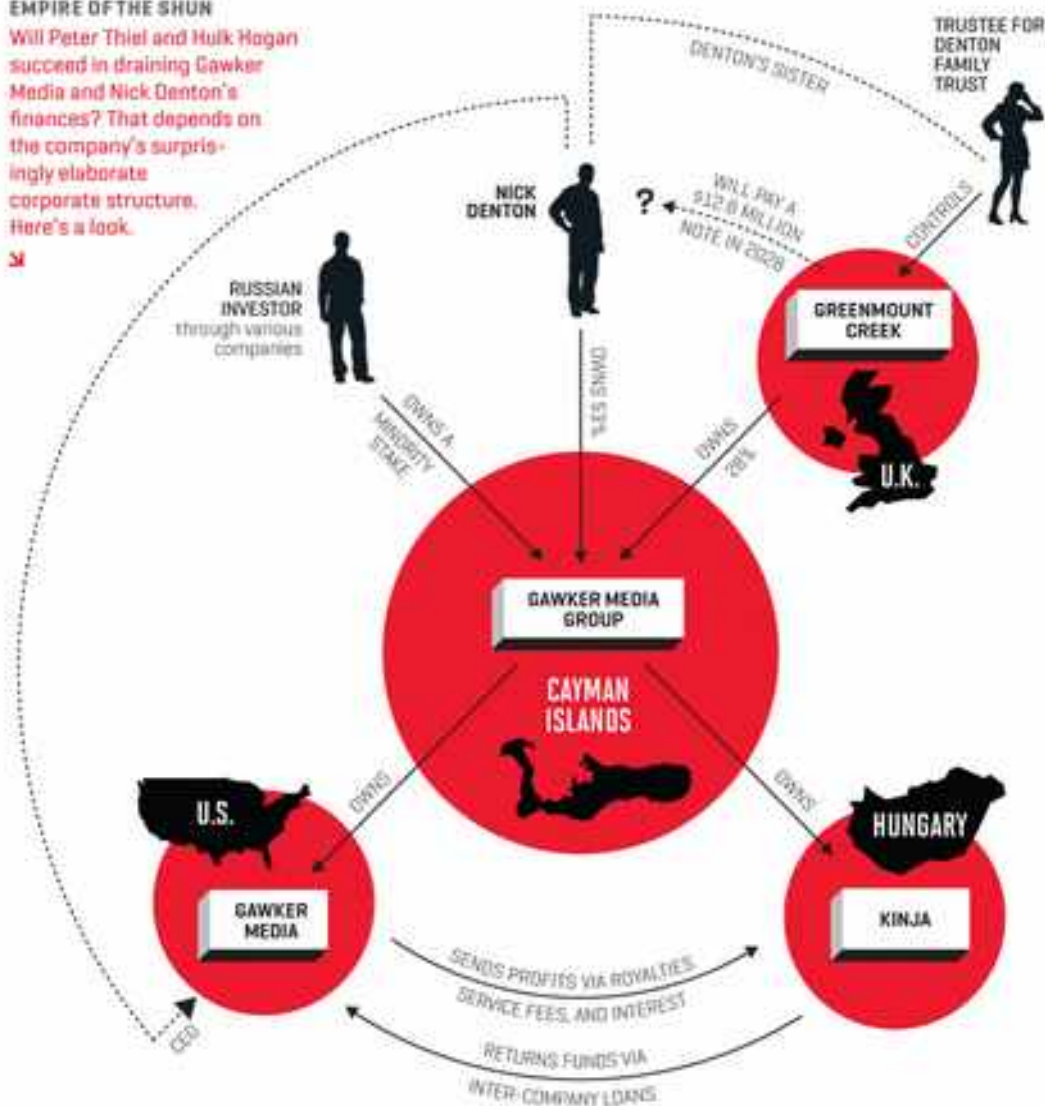 EMPIRE OF THE SHUN
Will Peter Thiel and Hulk Hogan
succeed in draining Gawker
Media and Nick Denton's
finances? That depends on
the company's surpris-
ingly elaborate
corporate structure.
Here's a look.
DENTON'S SISTER
TRUSTEE FOR
DENTON
FAMILY
TRUST
NICK
DENTON
?
WILL PAY A
$12.8 MILLION
NOTE IN 2028
CONTROLS
GREENMOUNT
CREEK
U.K.
RUSSIAN
INVESTOR
through various
companies
OWNS A
MINORITY
STAKE
OWNS 53%
OWNS
28%
GAWKER MEDIA
GROUP
CAYMAN
ISLANDS
OWNS
OWNS
U.S.
GAWKER
MEDIA
HUNGARY
KINJA
SENDS PROFITS VIA ROYALTIES,
SERVICE FEES, AND INTEREST
RETURNS FUNDS VIA
INTER-COMPANY LOANS
CEO